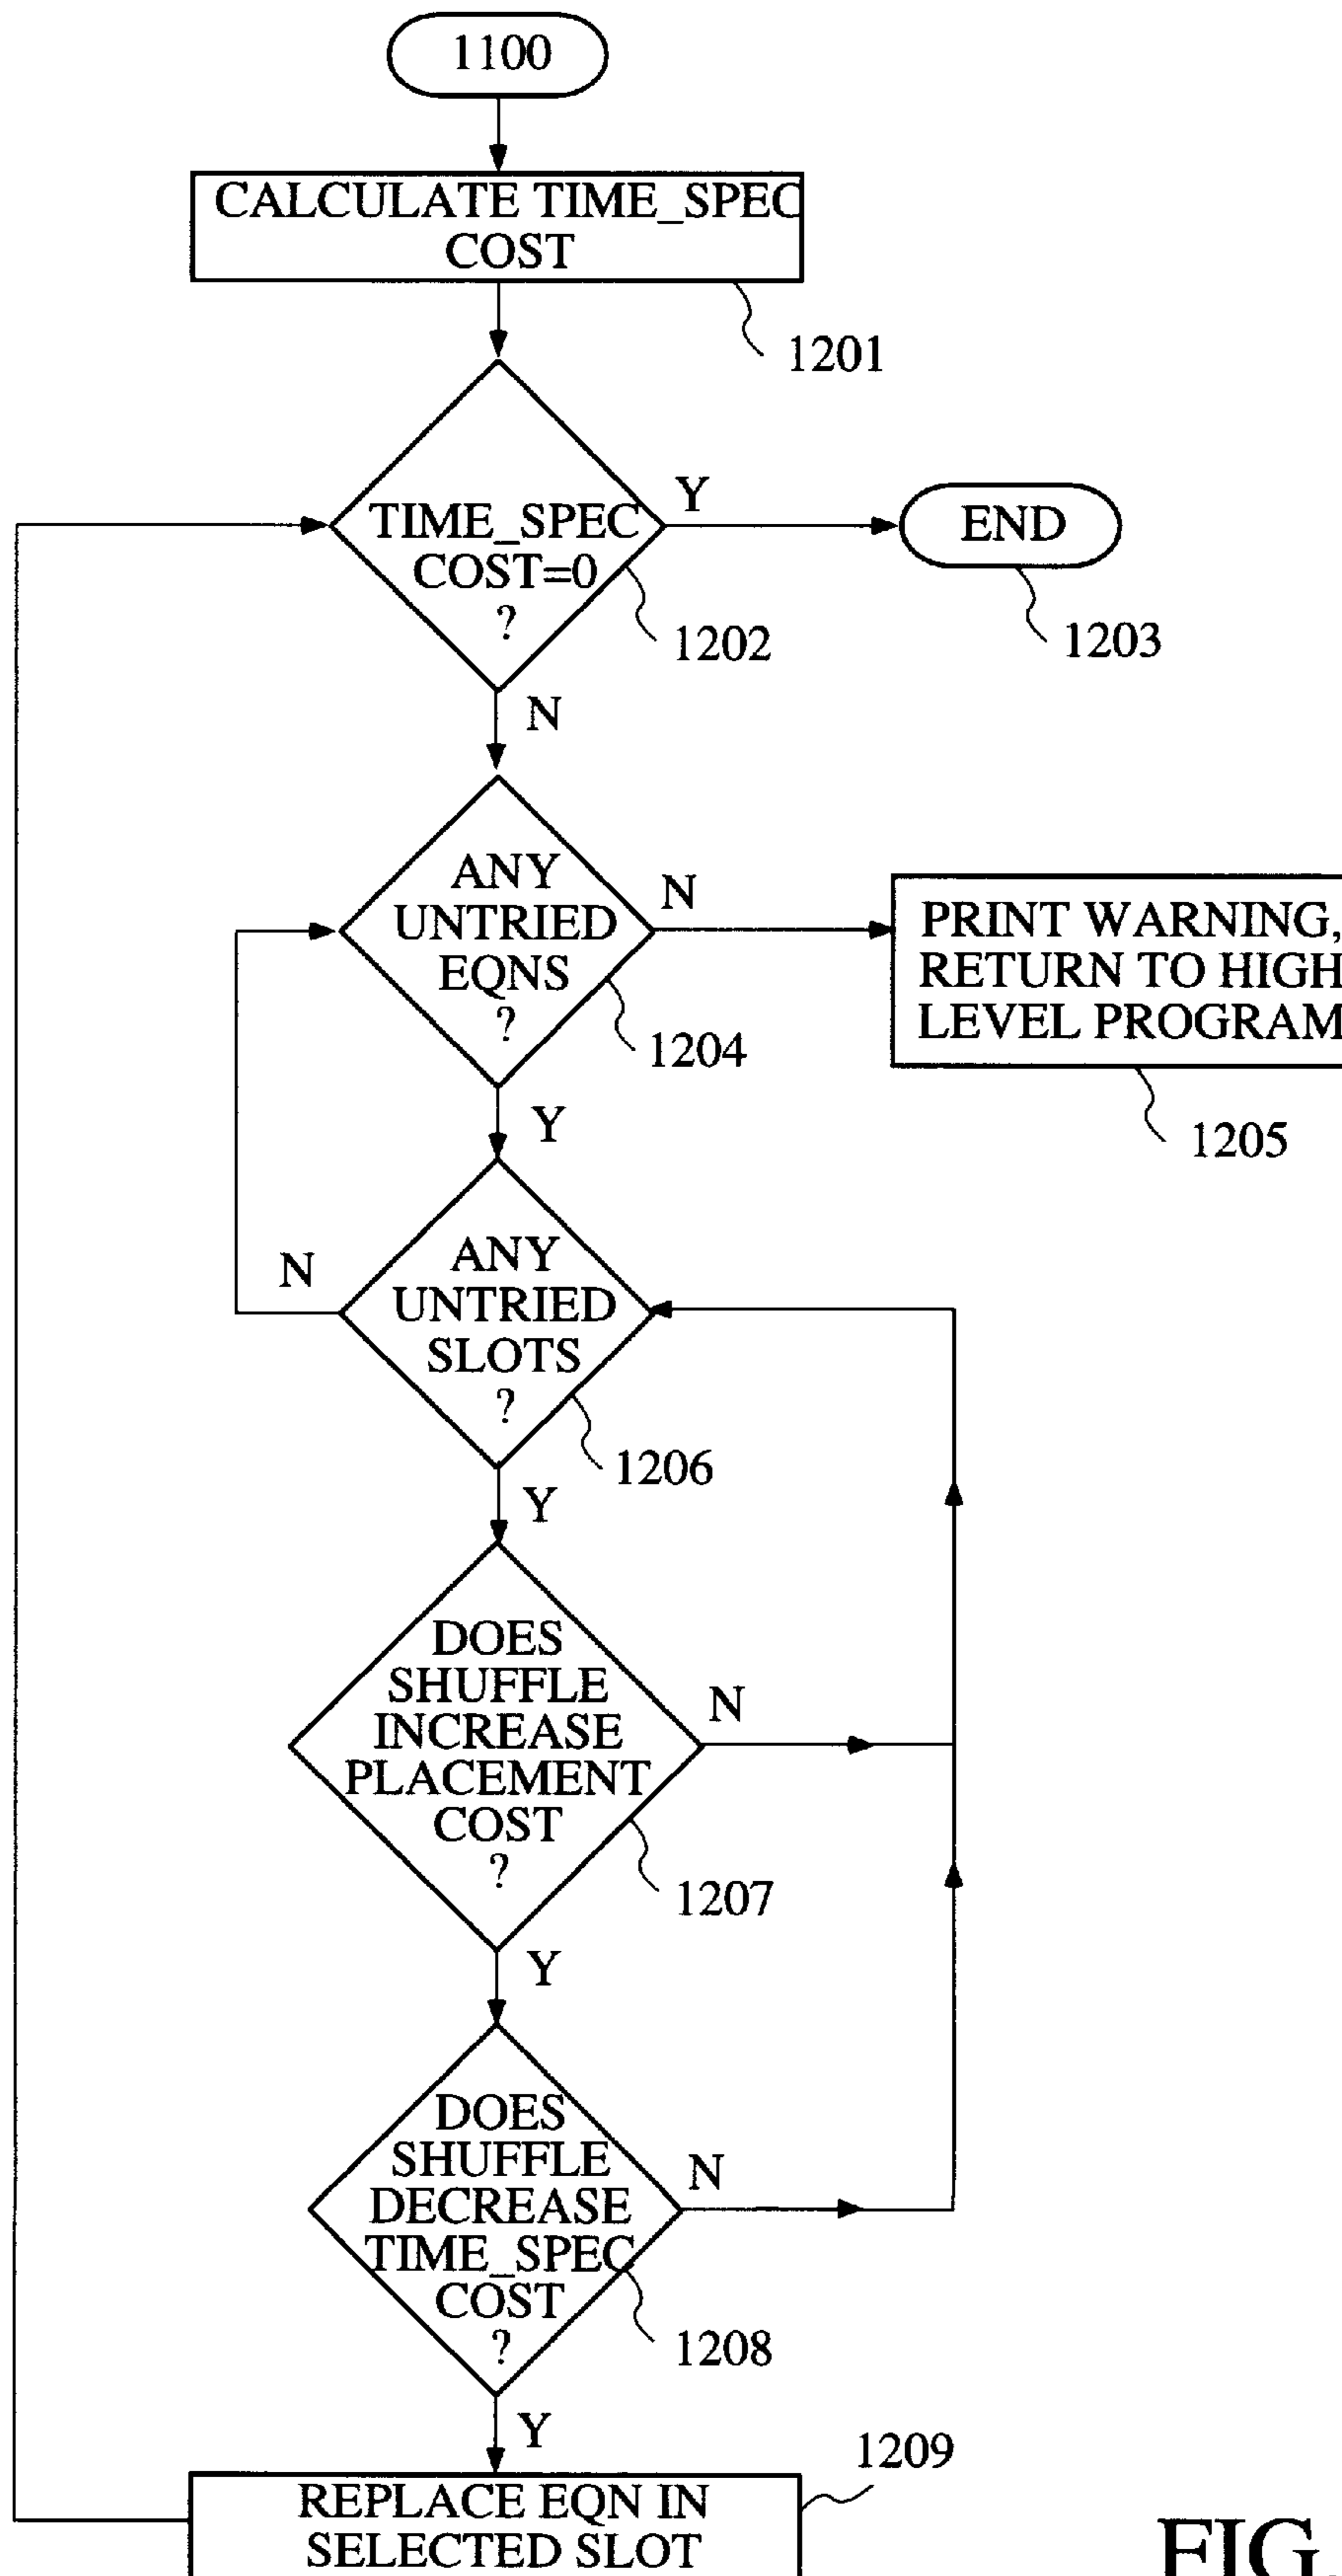 1100
CALCULATE TIME_SPEC
COST
1201
TIME_SPEC
COST=0
?
Y
END
1202
1203
N
ANY
UNTRIED
EQNS
?
N
PRINT WARNING,
RETURN TO HIGH
LEVEL PROGRAM
1204
1205
Y
ANY
UNTRIED
SLOTS
?
N
1206
Y
DOES
SHUFFLE
INCREASE
PLACEMENT
COST
?
N
1207
Y
DOES
SHUFFLE
DECREASE
TIME_SPEC
COST
?
N
1208
Y
1209
REPLACE EQN IN
SELECTED SLOT
FIG.